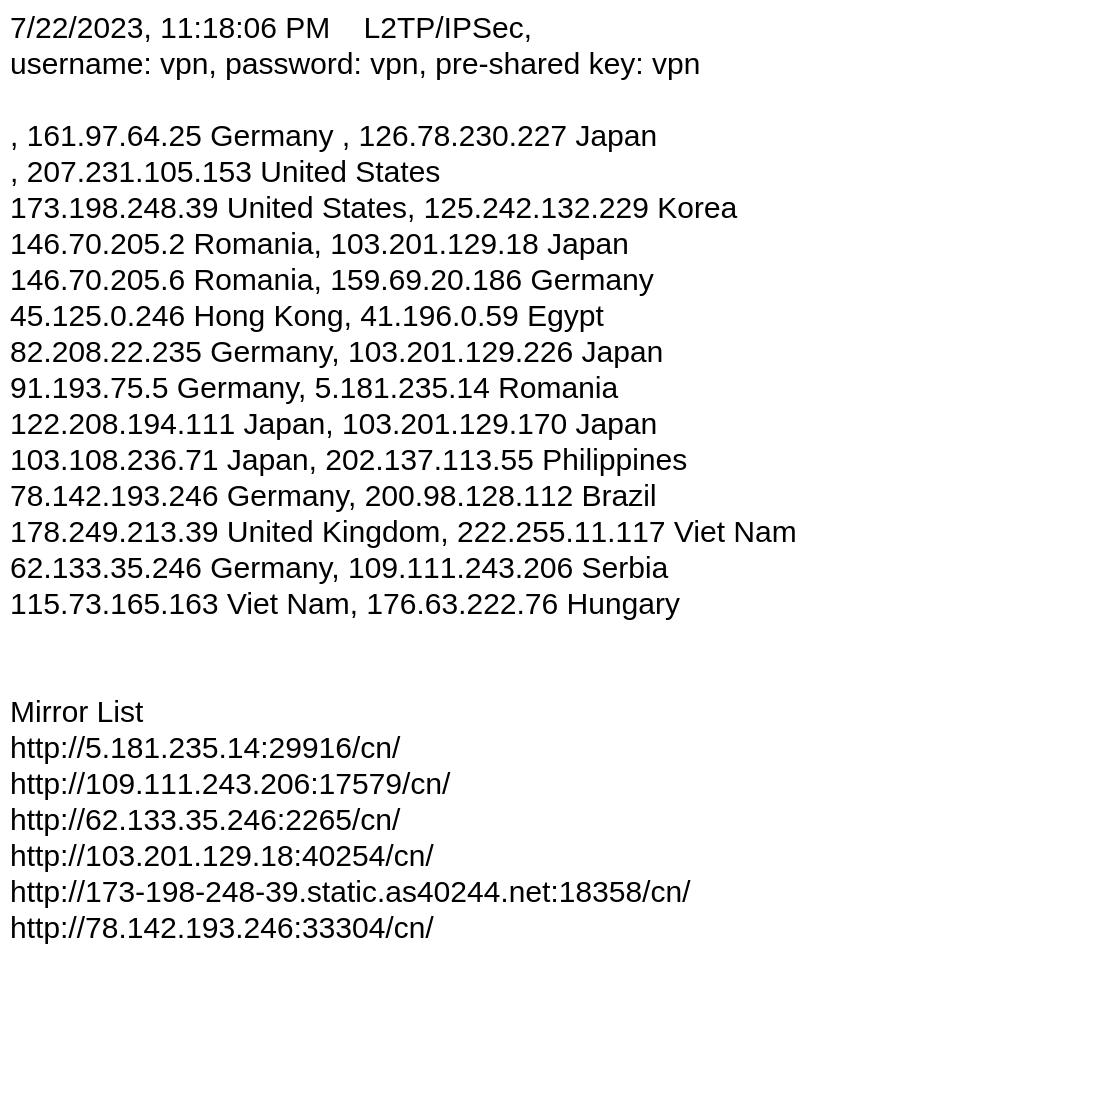 7/22/2023, 11:18:06 PM    L2TP/IPSec,
username: vpn, password: vpn, pre-shared key: vpn
, 161.97.64.25 Germany , 126.78.230.227 Japan
, 207.231.105.153 United States
173.198.248.39 United States, 125.242.132.229 Korea
146.70.205.2 Romania, 103.201.129.18 Japan
146.70.205.6 Romania, 159.69.20.186 Germany
45.125.0.246 Hong Kong, 41.196.0.59 Egypt
82.208.22.235 Germany, 103.201.129.226 Japan
91.193.75.5 Germany, 5.181.235.14 Romania
122.208.194.111 Japan, 103.201.129.170 Japan
103.108.236.71 Japan, 202.137.113.55 Philippines
78.142.193.246 Germany, 200.98.128.112 Brazil
178.249.213.39 United Kingdom, 222.255.11.117 Viet Nam
62.133.35.246 Germany, 109.111.243.206 Serbia
115.73.165.163 Viet Nam, 176.63.222.76 Hungary
Mirror List
http://5.181.235.14:29916/cn/
http://109.111.243.206:17579/cn/
http://62.133.35.246:2265/cn/
http://103.201.129.18:40254/cn/
http://173-198-248-39.static.as40244.net:18358/cn/
http://78.142.193.246:33304/cn/